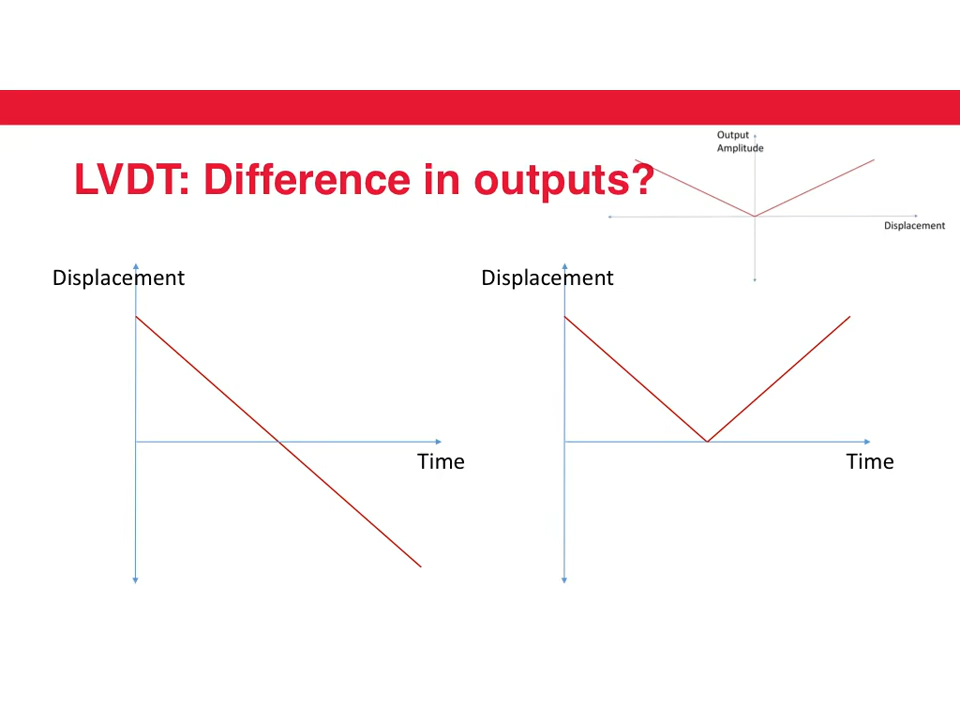 Output
Amplitude
LVDT: Difference in outputs?
Displacement
Displacement
Displacement
Time
Time